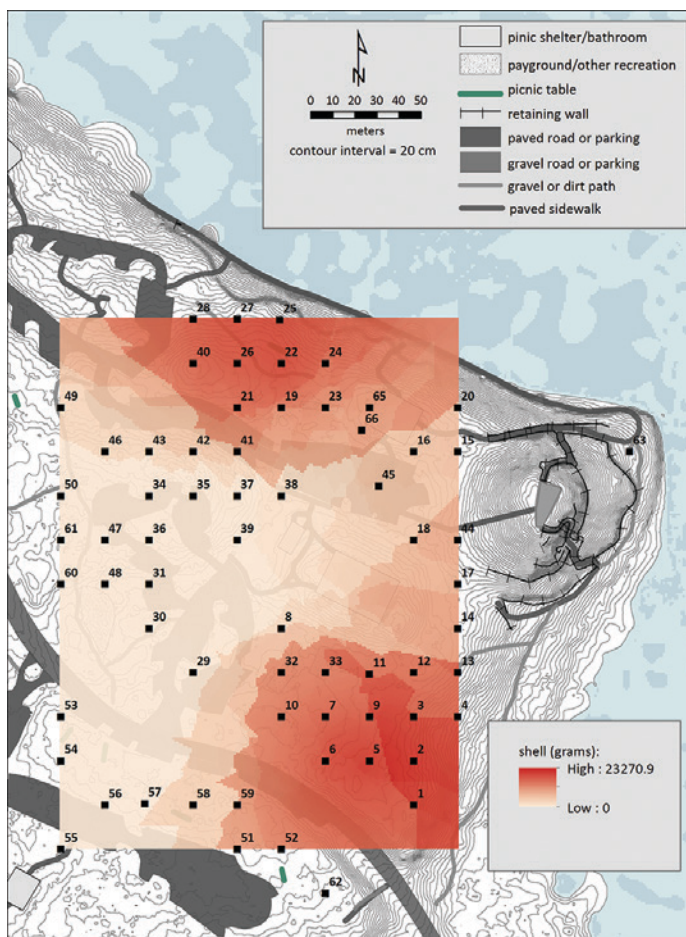 pinic shelter/bathroom
payground/other recreation
picnic table
retaining wall
paved road or parking
gravel road or parking
gravel or dirt path
paved sidewalk
N
0 10 20 30 40 50
meters
contour interval = 20 cm
28 27 25
40 26 22 24
49 21 19 23 65 20
66
46 43 42 41 16 15 63
45
50 34 35 37 38
61 47 36 39 18 44
60 48 31 17
30 8 14
29 32 33 11 12 13
53 10 7 9 3 4
54 6 5 2
56 57 58 59 1
55 51 52
62
shell (grams):
High : 23270.9
Low : 0